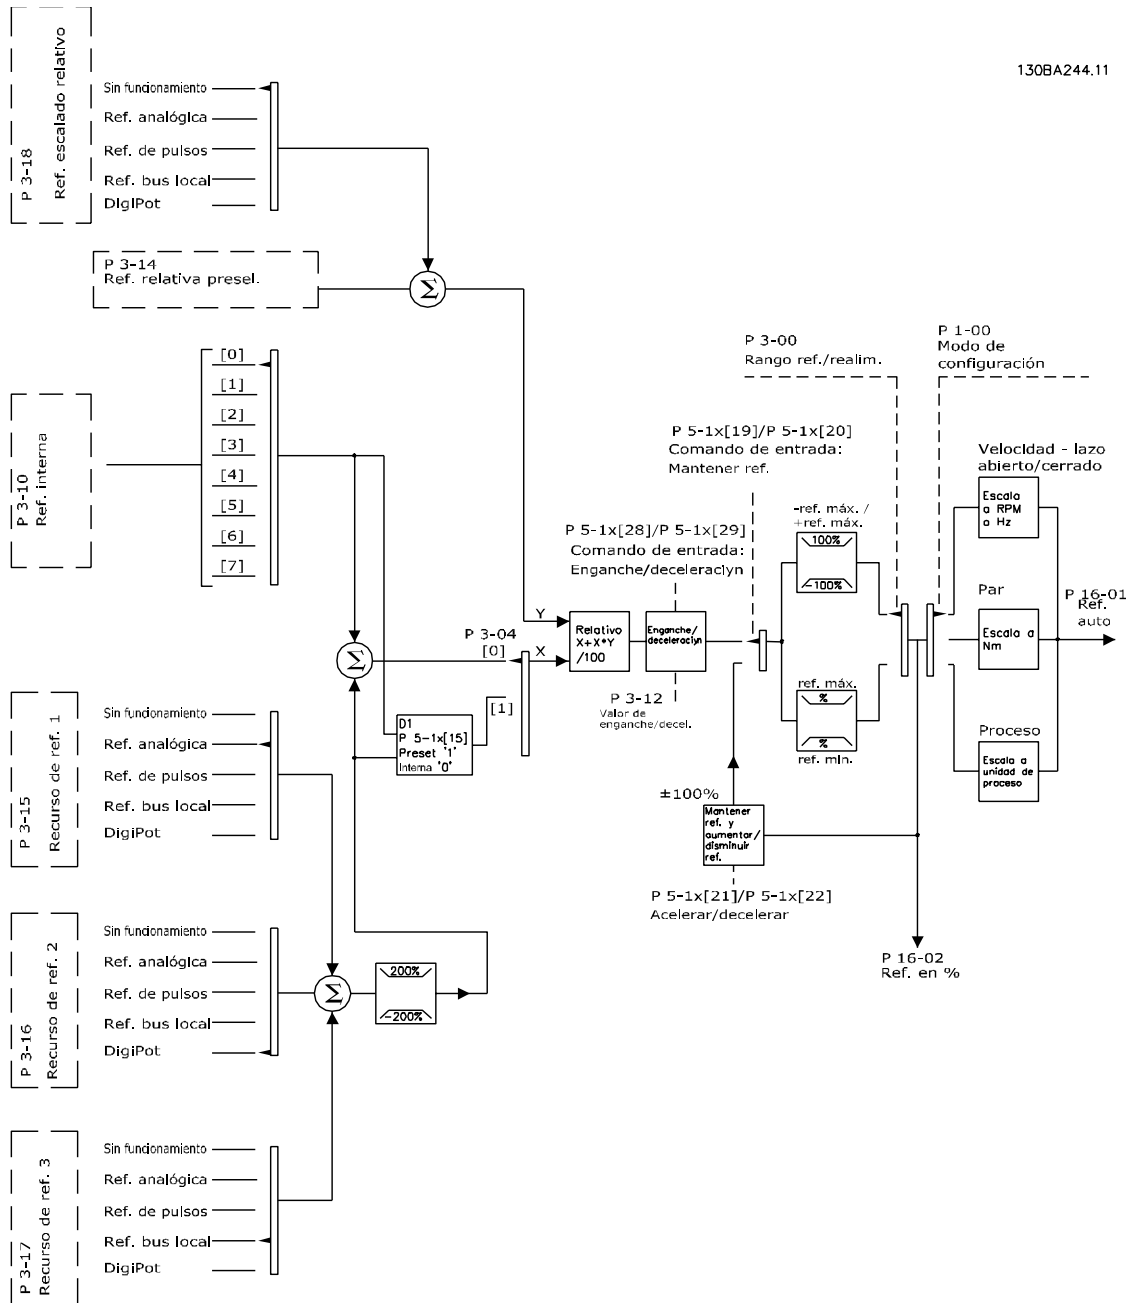 130BA244.11
P 3-18
Ref. escalado relativo
Sin funcionamiento
Ref. analógica
Ref. de pulsos
Ref. bus local
DigiPot
P 3-14
Ref. relativa presel.
Σ
P 3-10
Ref. interna
[0]
[1]
[2]
[3]
[4]
[5]
[6]
[7]
Σ
P 3-04
[0]
[1]
D1
P 5-1x[15]
Preset '1'
Interna '0'
Y
X
Relativo
X+X*Y
/100
P 5-1x[28]/P 5-1x[29]
Comando de entrada:
Enganche/deceleraciyn
Enganche/
deceleraciyn
P 3-12
Valor de
enganche/decel.
P 5-1x[19]/P 5-1x[20]
Comando de entrada:
Mantener ref.
P 3-00
Rango ref./realim.
-ref. máx. /
+ref. máx.
100%
-100%
ref. máx.
%
%
ref. mín.
P 1-00
Modo de
configuración
Velocidad - lazo
abierto/cerrado
Escala
a RPM
o Hz
Par
Escala a
Nm
Proceso
Escala a
unidad de
proceso
P 16-01
Ref.
auto
±100%
Mantener
ref. y
aumentar/
disminuir
ref.
P 5-1x[21]/P 5-1x[22]
Acelerar/decelerar
P 16-02
Ref. en %
P 3-15
Recurso de ref. 1
Sin funcionamiento
Ref. analógica
Ref. de pulsos
Ref. bus local
DigiPot
P 3-16
Recurso de ref. 2
Sin funcionamiento
Ref. analógica
Ref. de pulsos
Ref. bus local
DigiPot
Σ
200%
-200%
P 3-17
Recurso de ref. 3
Sin funcionamiento
Ref. analógica
Ref. de pulsos
Ref. bus local
DigiPot